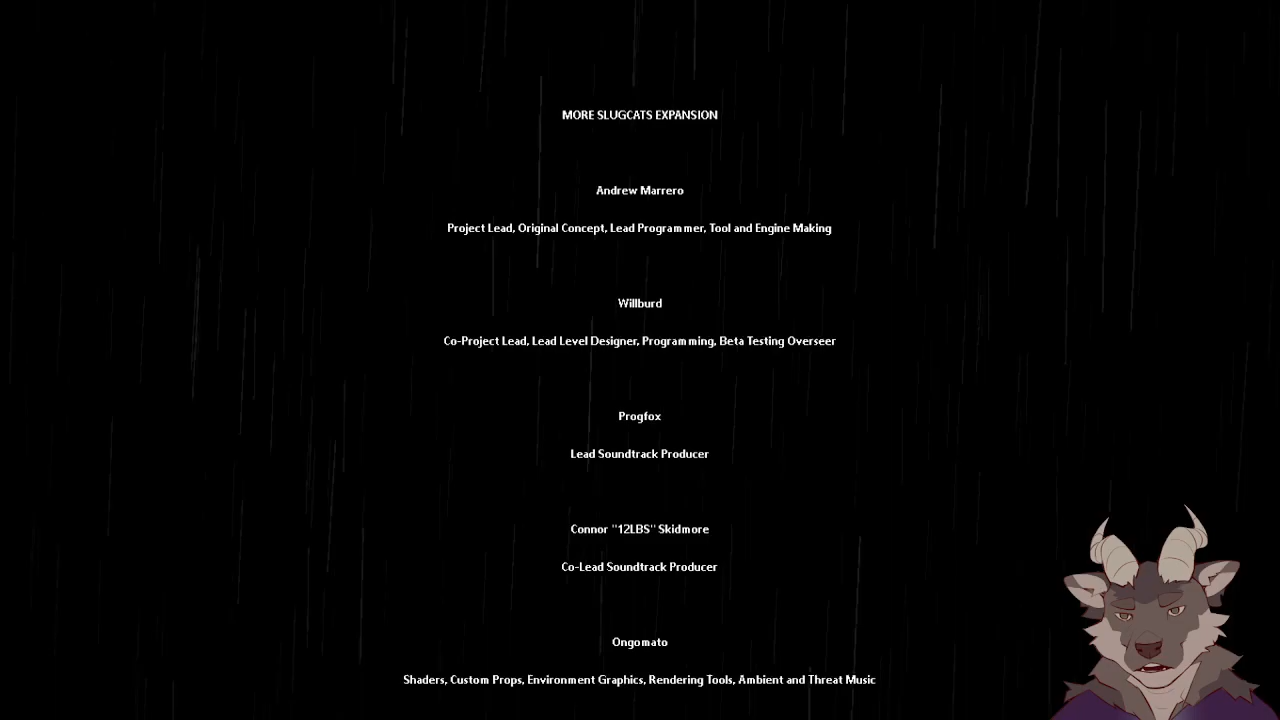 MORE SLUGCATS EXPANSION
Andrew Marrero
Project Lead, Original Concept, Lead Programmer, Tool and Engine Making
Willburd
Co-Project Lead, Lead Level Designer, Programming, Beta Testing Overseer
Progfox
Lead Soundtrack Producer
Connor "12LBS" Skidmore
Co-Lead Soundtrack Producer
Ongomato
Shaders, Custom Props, Environment Graphics, Rendering Tools, Ambient and Threat Music